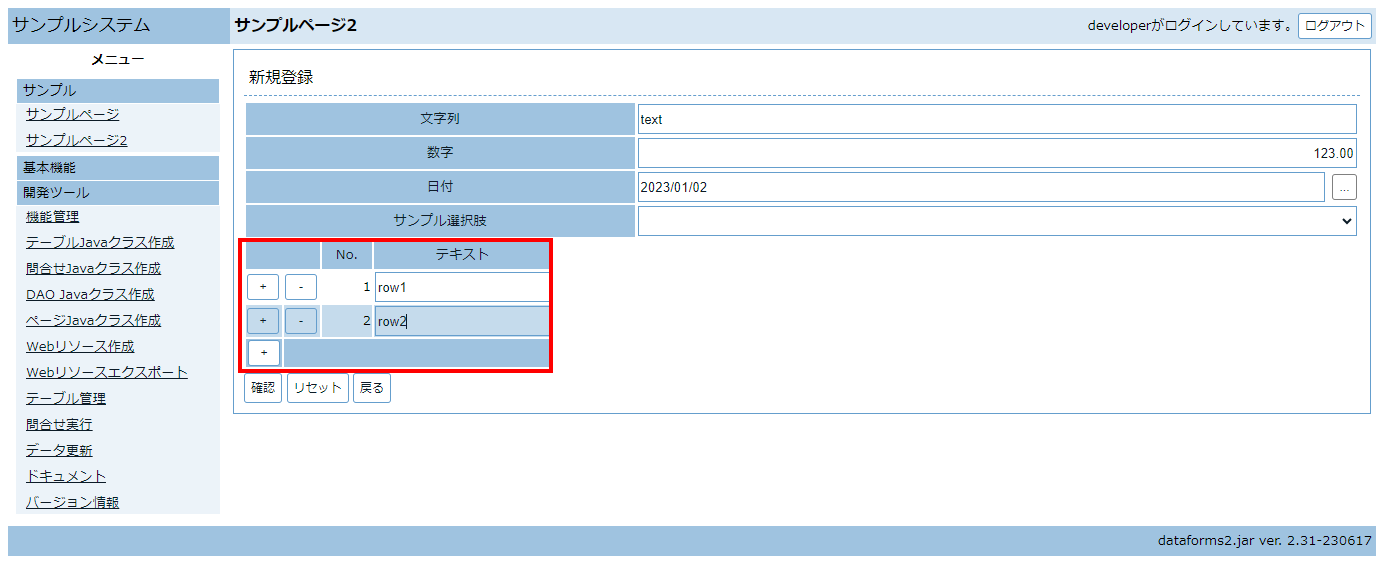 サンプルシステム
サンプルページ2
developerがログインしています。 ログアウト
メニュー
サンプル
サンプルページ
サンプルページ2
基本機能
開発ツール
機能管理
テーブルJavaクラス作成
問合せJavaクラス作成
DAO Javaクラス作成
ページJavaクラス作成
Webリソース作成
Webリソースエクスポート
テーブル管理
問合せ実行
データ更新
ドキュメント
バージョン情報
新規登録
文字列 text
数字 123.00
日付 2023/01/02 ...
サンプル選択肢
No. テキスト
+ - 1 row1
+ - 2 row2
+
確認 リセット 戻る
dataforms2.jar ver. 2.31-230617